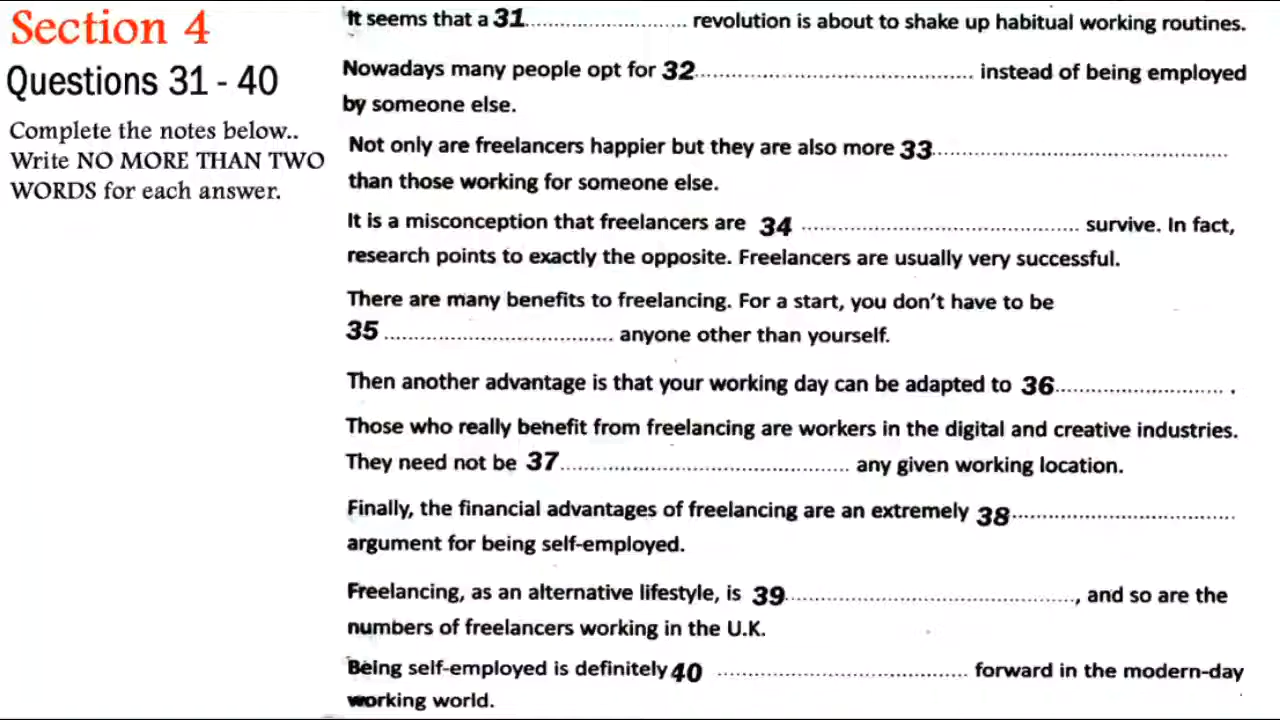 Section 4
Questions 31 - 40
Complete the notes below..
Write NO MORE THAN TWO
WORDS for each answer.
It seems that a 31........................... revolution is about to shake up habitual working routines.
Nowadays many people opt for 32.............................................. instead of being employed
by someone else.
Not only are freelancers happier but they are also more 33.................................................
than those working for someone else.
It is a misconception that freelancers are 34 .............................................. survive. In fact,
research points to exactly the opposite. Freelancers are usually very successful.
There are many benefits to freelancing. For a start, you don't have to be
35 ...................................... anyone other than yourself.
Then another advantage is that your working day can be adapted to 36............................ .
Those who really benefit from freelancing are workers in the digital and creative industries.
They need not be 37................................................ any given working location.
Finally, the financial advantages of freelancing are an extremely 38.....................................
argument for being self-employed.
Freelancing, as an alternative lifestyle, is 39................................................, and so are the
numbers of freelancers working in the U.K.
Being self-employed is definitely 40 .......................................... forward in the modern-day
working world.